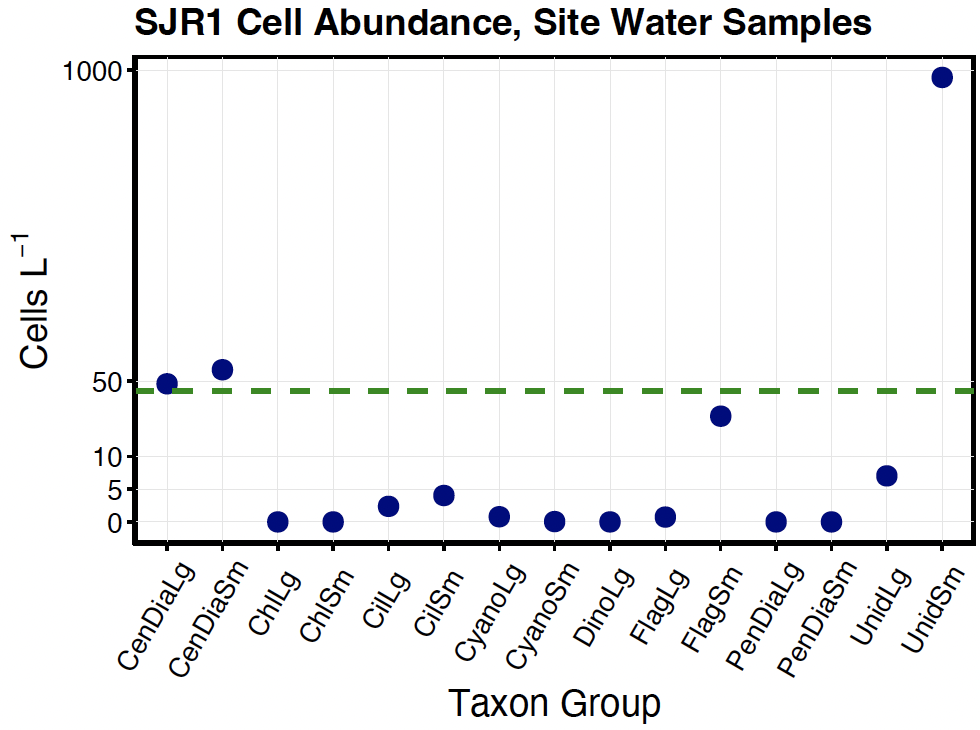 SJR1 Cell Abundance, Site Water Samples
Cells L⁻¹
1000
50
10
5
0
CenDiaLg
CenDiaSm
ChlLg
ChlSm
CilLg
CilSm
CyanoLg
CyanoSm
DinoLg
FlagLg
FlagSm
PenDiaLg
PenDiaSm
UnidLg
UnidSm
Taxon Group